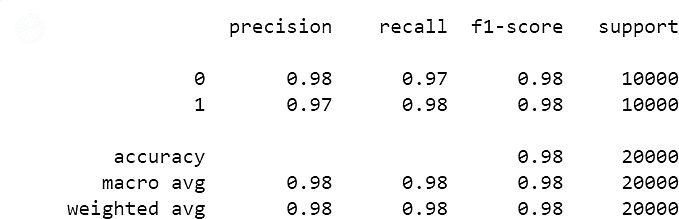 precision recall f1-score support
0 0.98 0.97 0.98 10000
1 0.97 0.98 0.98 10000
accuracy 0.98 20000
macro avg 0.98 0.98 0.98 20000
weighted avg 0.98 0.98 0.98 20000